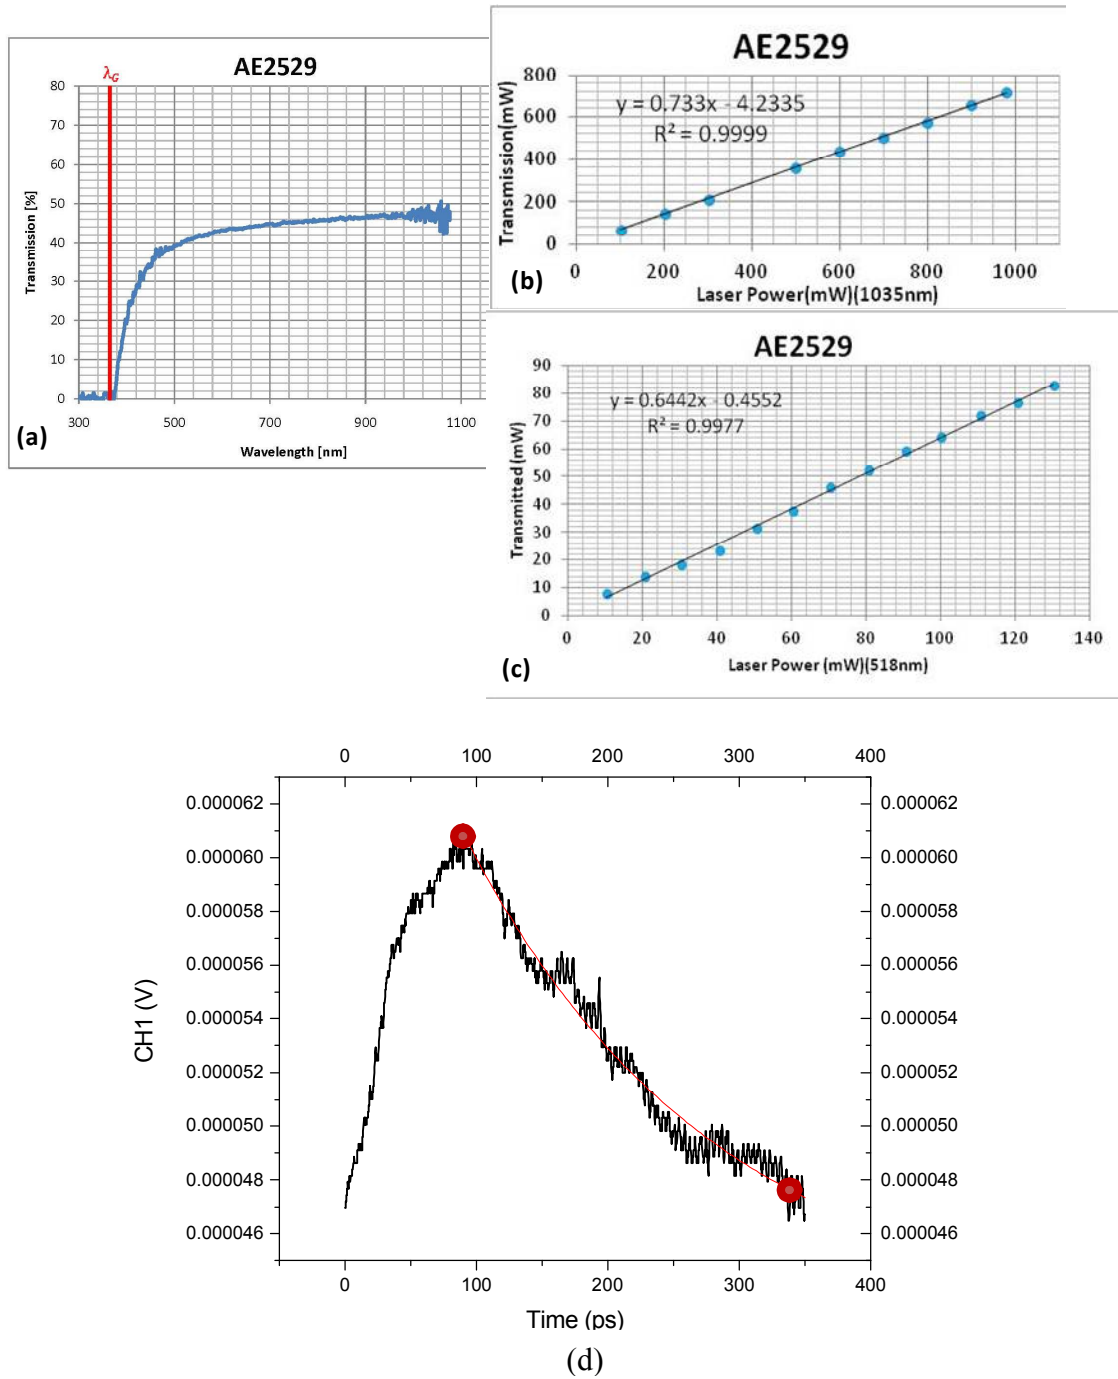 AE2529
λG
80
70
60
50
40
30
20
10
0
Transmission [%]
300 500 700 900 1100
Wavelength [nm]
(a)
AE2529
y = 0.733x - 4.2335
R² = 0.9999
800
600
400
200
0
Transmission(mW)
0 200 400 600 800 1000
Laser Power(mW)(1035nm)
(b)
AE2529
y = 0.6442x - 0.4552
R² = 0.9977
90
80
70
60
50
40
30
20
10
0
Transmitted (mW)
0 20 40 60 80 100 120 140
Laser Power (mW)(518nm)
(c)
0 100 200 300 400
0.000062 0.000062
0.000060 0.000060
0.000058 0.000058
0.000056 0.000056
0.000054 0.000054
0.000052 0.000052
0.000050 0.000050
0.000048 0.000048
0.000046 0.000046
CH1 (V)
0 100 200 300 400
Time (ps)
(d)